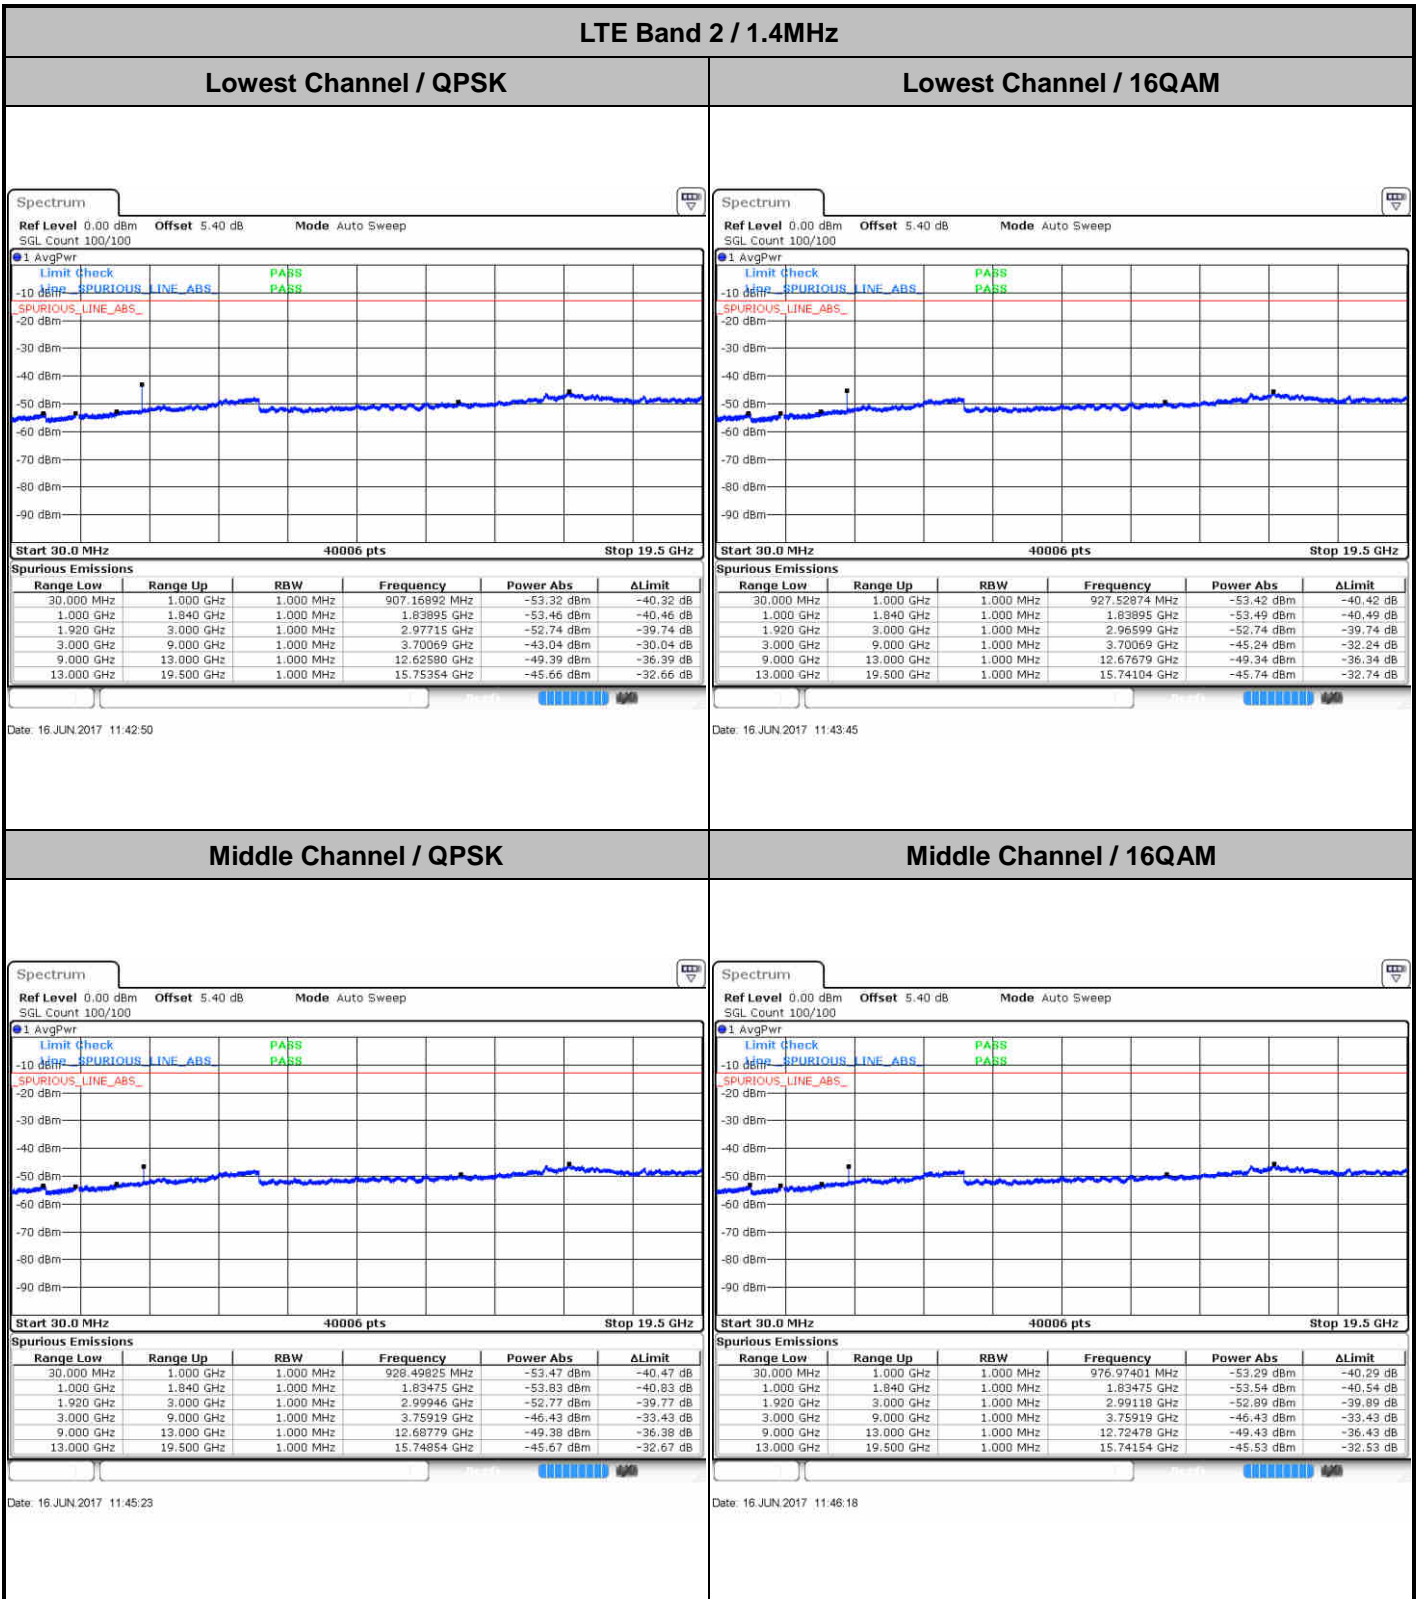 LTE Band 2 / 1.4MHz
Lowest Channel / QPSK
Lowest Channel / 16QAM
Spectrum
Ref Level 0.00 dBm Offset 5.40 dB Mode Auto Sweep
SGL Count 100/100
1 AvgPwr
Limit Check PASS
Line _SPURIOUS_LINE_ABS_ PASS
-10 dBm
_SPURIOUS_LINE_ABS_
-20 dBm
-30 dBm
-40 dBm
-50 dBm
-60 dBm
-70 dBm
-80 dBm
-90 dBm
Start 30.0 MHz 40006 pts Stop 19.5 GHz
Spurious Emissions
Range Low Range Up RBW Frequency Power Abs ΔLimit
30.000 MHz 1.000 GHz 1.000 MHz 907.16892 MHz -53.32 dBm -40.32 dB
1.000 GHz 1.840 GHz 1.000 MHz 1.83895 GHz -53.46 dBm -40.46 dB
1.920 GHz 3.000 GHz 1.000 MHz 2.97715 GHz -52.74 dBm -39.74 dB
3.000 GHz 9.000 GHz 1.000 MHz 3.70069 GHz -43.04 dBm -30.04 dB
9.000 GHz 13.000 GHz 1.000 MHz 12.62580 GHz -49.39 dBm -36.39 dB
13.000 GHz 19.500 GHz 1.000 MHz 15.75354 GHz -45.66 dBm -32.66 dB
Date: 16.JUN.2017 11:42:50
Spectrum
Ref Level 0.00 dBm Offset 5.40 dB Mode Auto Sweep
SGL Count 100/100
1 AvgPwr
Limit Check PASS
Line _SPURIOUS_LINE_ABS_ PASS
-10 dBm
_SPURIOUS_LINE_ABS_
-20 dBm
-30 dBm
-40 dBm
-50 dBm
-60 dBm
-70 dBm
-80 dBm
-90 dBm
Start 30.0 MHz 40006 pts Stop 19.5 GHz
Spurious Emissions
Range Low Range Up RBW Frequency Power Abs ΔLimit
30.000 MHz 1.000 GHz 1.000 MHz 927.52874 MHz -53.42 dBm -40.42 dB
1.000 GHz 1.840 GHz 1.000 MHz 1.83895 GHz -53.49 dBm -40.49 dB
1.920 GHz 3.000 GHz 1.000 MHz 2.96599 GHz -52.74 dBm -39.74 dB
3.000 GHz 9.000 GHz 1.000 MHz 3.70069 GHz -45.24 dBm -32.24 dB
9.000 GHz 13.000 GHz 1.000 MHz 12.67679 GHz -49.34 dBm -36.34 dB
13.000 GHz 19.500 GHz 1.000 MHz 15.74104 GHz -45.74 dBm -32.74 dB
Date: 16.JUN.2017 11:43:45
Middle Channel / QPSK
Middle Channel / 16QAM
Spectrum
Ref Level 0.00 dBm Offset 5.40 dB Mode Auto Sweep
SGL Count 100/100
1 AvgPwr
Limit Check PASS
Line _SPURIOUS_LINE_ABS_ PASS
-10 dBm
_SPURIOUS_LINE_ABS_
-20 dBm
-30 dBm
-40 dBm
-50 dBm
-60 dBm
-70 dBm
-80 dBm
-90 dBm
Start 30.0 MHz 40006 pts Stop 19.5 GHz
Spurious Emissions
Range Low Range Up RBW Frequency Power Abs ΔLimit
30.000 MHz 1.000 GHz 1.000 MHz 928.49825 MHz -53.47 dBm -40.47 dB
1.000 GHz 1.840 GHz 1.000 MHz 1.83475 GHz -53.83 dBm -40.83 dB
1.920 GHz 3.000 GHz 1.000 MHz 2.99946 GHz -52.77 dBm -39.77 dB
3.000 GHz 9.000 GHz 1.000 MHz 3.75919 GHz -46.43 dBm -33.43 dB
9.000 GHz 13.000 GHz 1.000 MHz 12.68779 GHz -49.38 dBm -36.38 dB
13.000 GHz 19.500 GHz 1.000 MHz 15.74854 GHz -45.67 dBm -32.67 dB
Date: 16.JUN.2017 11:45:23
Spectrum
Ref Level 0.00 dBm Offset 5.40 dB Mode Auto Sweep
SGL Count 100/100
1 AvgPwr
Limit Check PASS
Line _SPURIOUS_LINE_ABS_ PASS
-10 dBm
_SPURIOUS_LINE_ABS_
-20 dBm
-30 dBm
-40 dBm
-50 dBm
-60 dBm
-70 dBm
-80 dBm
-90 dBm
Start 30.0 MHz 40006 pts Stop 19.5 GHz
Spurious Emissions
Range Low Range Up RBW Frequency Power Abs ΔLimit
30.000 MHz 1.000 GHz 1.000 MHz 976.97401 MHz -53.29 dBm -40.29 dB
1.000 GHz 1.840 GHz 1.000 MHz 1.83475 GHz -53.54 dBm -40.54 dB
1.920 GHz 3.000 GHz 1.000 MHz 2.99118 GHz -52.89 dBm -39.89 dB
3.000 GHz 9.000 GHz 1.000 MHz 3.75919 GHz -46.43 dBm -33.43 dB
9.000 GHz 13.000 GHz 1.000 MHz 12.72478 GHz -49.43 dBm -36.43 dB
13.000 GHz 19.500 GHz 1.000 MHz 15.74154 GHz -45.53 dBm -32.53 dB
Date: 16.JUN.2017 11:46:18